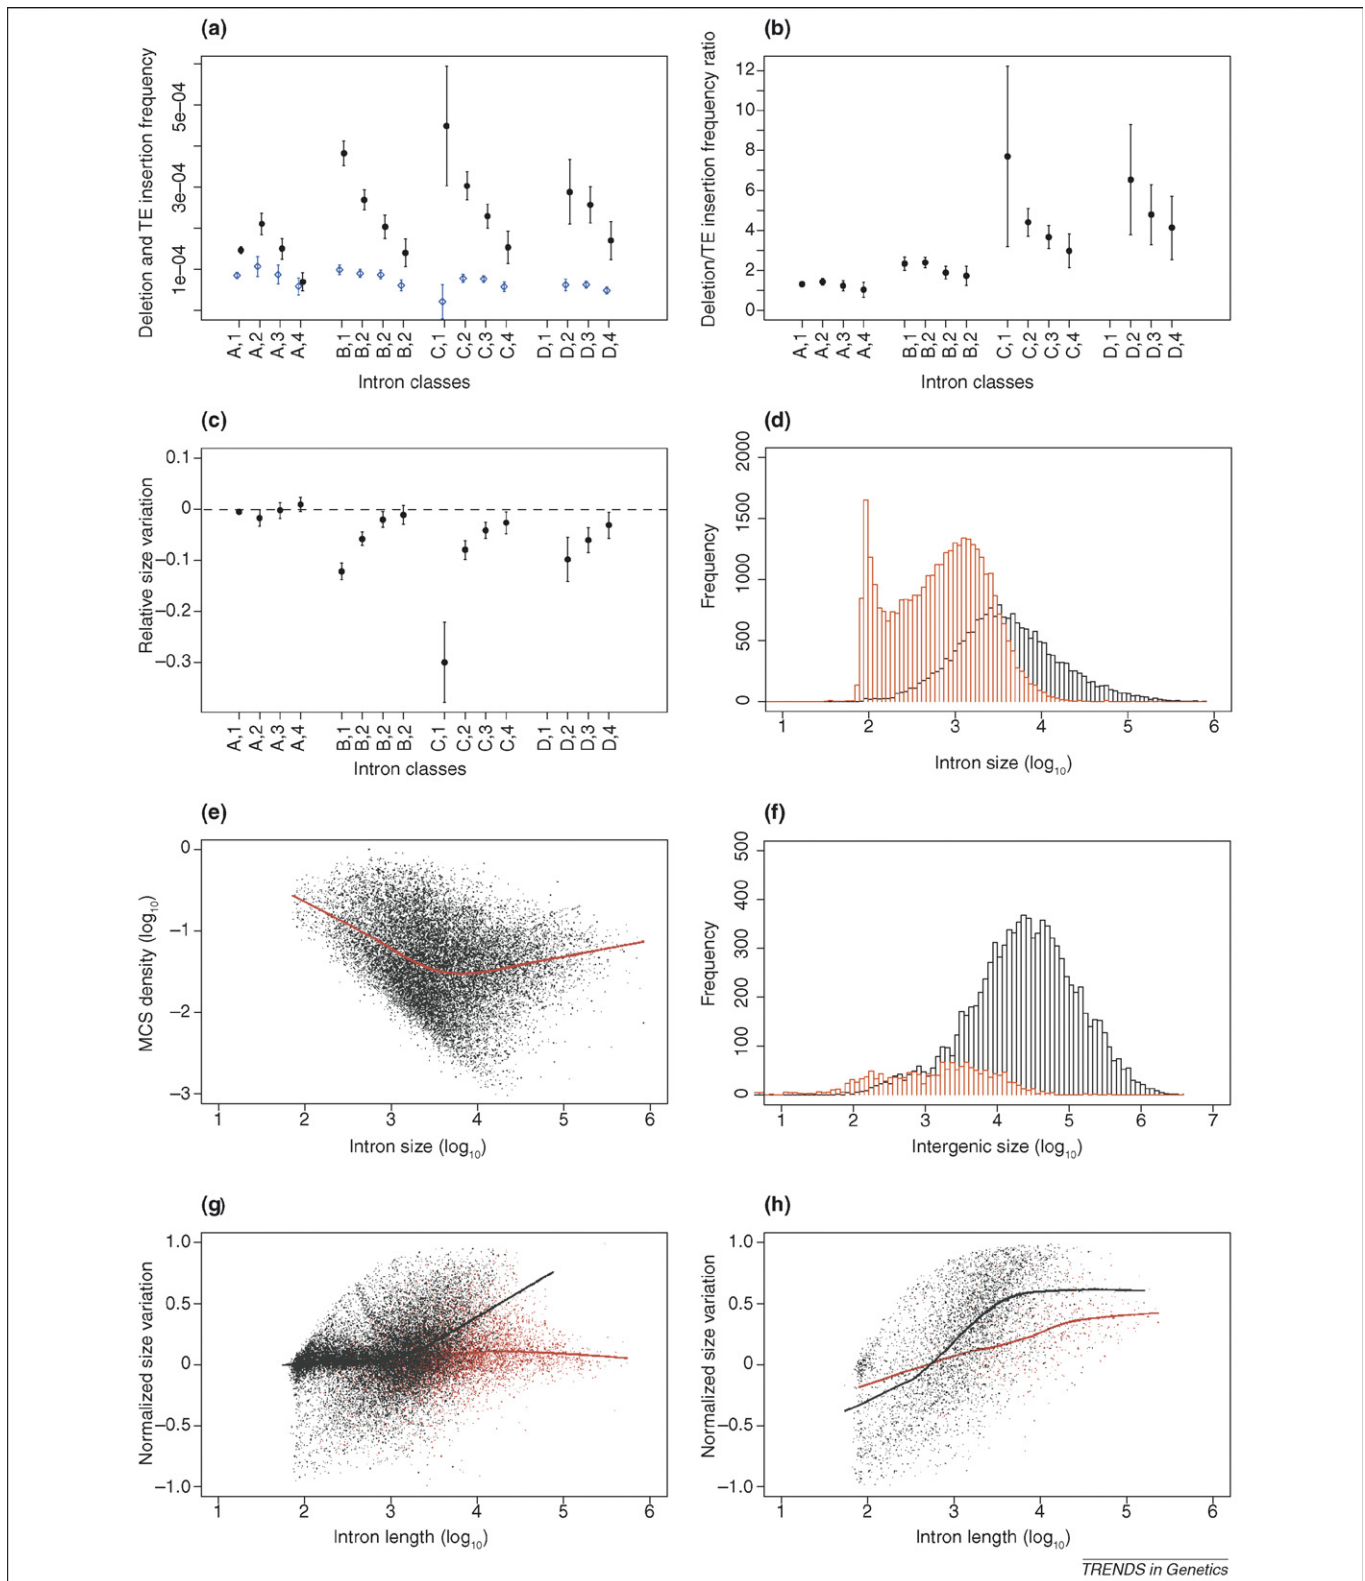 (a)
Deletion and TE insertion frequency
5e–04
3e–04
1e–04
A,1 A,2 A,3 A,4 B,1 B,2 B,2 B,2 C,1 C,2 C,3 C,4 D,1 D,2 D,3 D,4
Intron classes
(b)
Deletion/TE insertion frequency ratio
12
10
8
6
4
2
0
A,1 A,2 A,3 A,4 B,1 B,2 B,2 B,2 C,1 C,2 C,3 C,4 D,1 D,2 D,3 D,4
Intron classes
(c)
Relative size variation
0.1
0
–0.1
–0.2
–0.3
A,1 A,2 A,3 A,4 B,1 B,2 B,2 B,2 C,1 C,2 C,3 C,4 D,1 D,2 D,3 D,4
Intron classes
(d)
Frequency
2000
1500
1000
500
0
1 2 3 4 5 6
Intron size (log10)
(e)
MCS density (log10)
0
–1
–2
–3
1 2 3 4 5 6
Intron size (log10)
(f)
Frequency
500
400
300
200
100
0
1 2 3 4 5 6 7
Intergenic size (log10)
(g)
Normalized size variation
1.0
0.5
0
–0.5
–1.0
1 2 3 4 5 6
Intron length (log10)
(h)
Normalized size variation
1.0
0.5
0
–0.5
–1.0
1 2 3 4 5 6
Intron length (log10)
TRENDS in Genetics